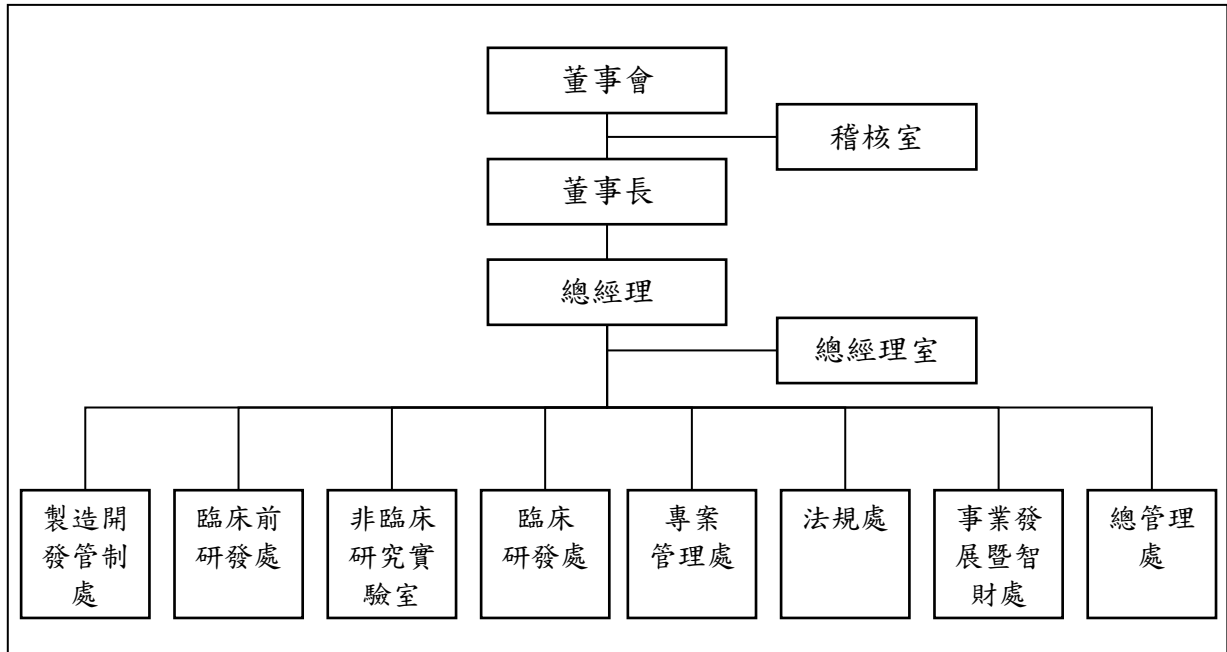 董事會
稽核室
董事長
總經理
總經理室
製造開
發管制
處
臨床前
研發處
非臨床
研究實
驗室
臨床
研發處
專案
管理處
法規處
事業發
展暨智
財處
總管理
處